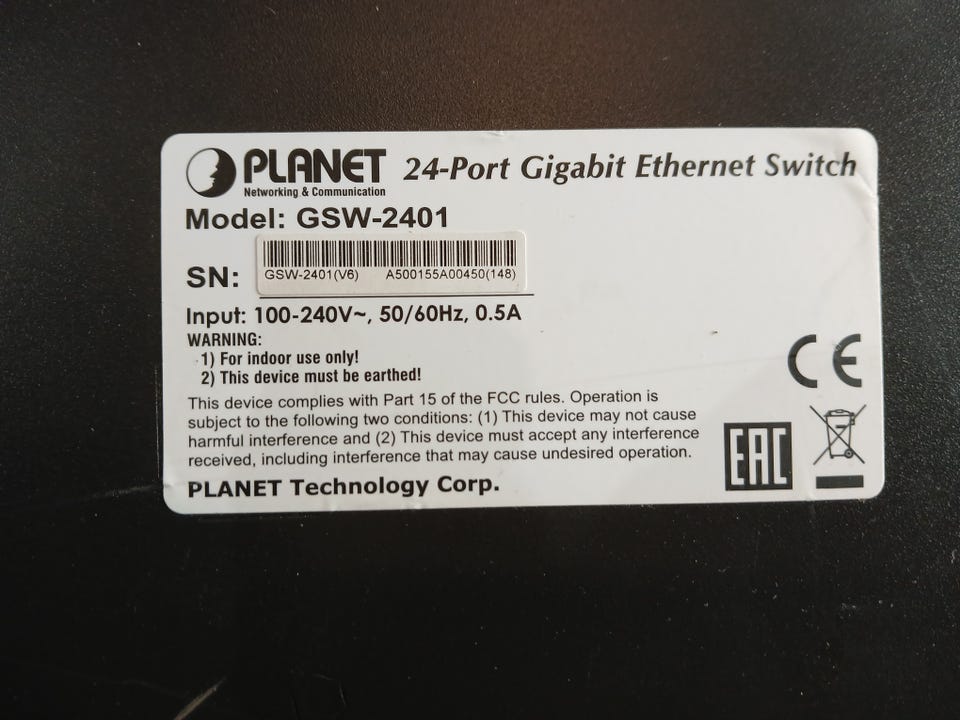 PLANET 24-Port Gigabit Ethernet Switch
Networking & Communication
Model: GSW-2401
SN:
GSW-2401(V6) A500155A00450(148)
Input: 100-240V~, 50/60Hz, 0.5A
WARNING:
1) For indoor use only!
2) This device must be earthed!
This device complies with Part 15 of the FCC rules. Operation is
subject to the following two conditions: (1) This device may not cause
harmful interference and (2) This device must accept any interference
received, including interference that may cause undesired operation.
PLANET Technology Corp.
CE
EAC